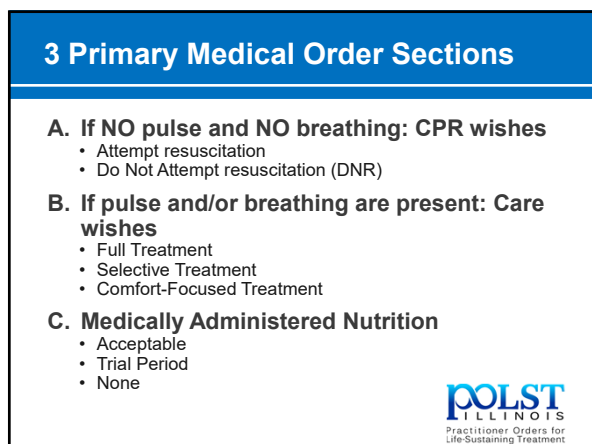 3 Primary Medical Order Sections
A. If NO pulse and NO breathing: CPR wishes
• Attempt resuscitation
• Do Not Attempt resuscitation (DNR)
B. If pulse and/or breathing are present: Care
wishes
• Full Treatment
• Selective Treatment
• Comfort-Focused Treatment
C. Medically Administered Nutrition
• Acceptable
• Trial Period
• None
POLST
ILLINOIS
Practitioner Orders for
Life-Sustaining Treatment